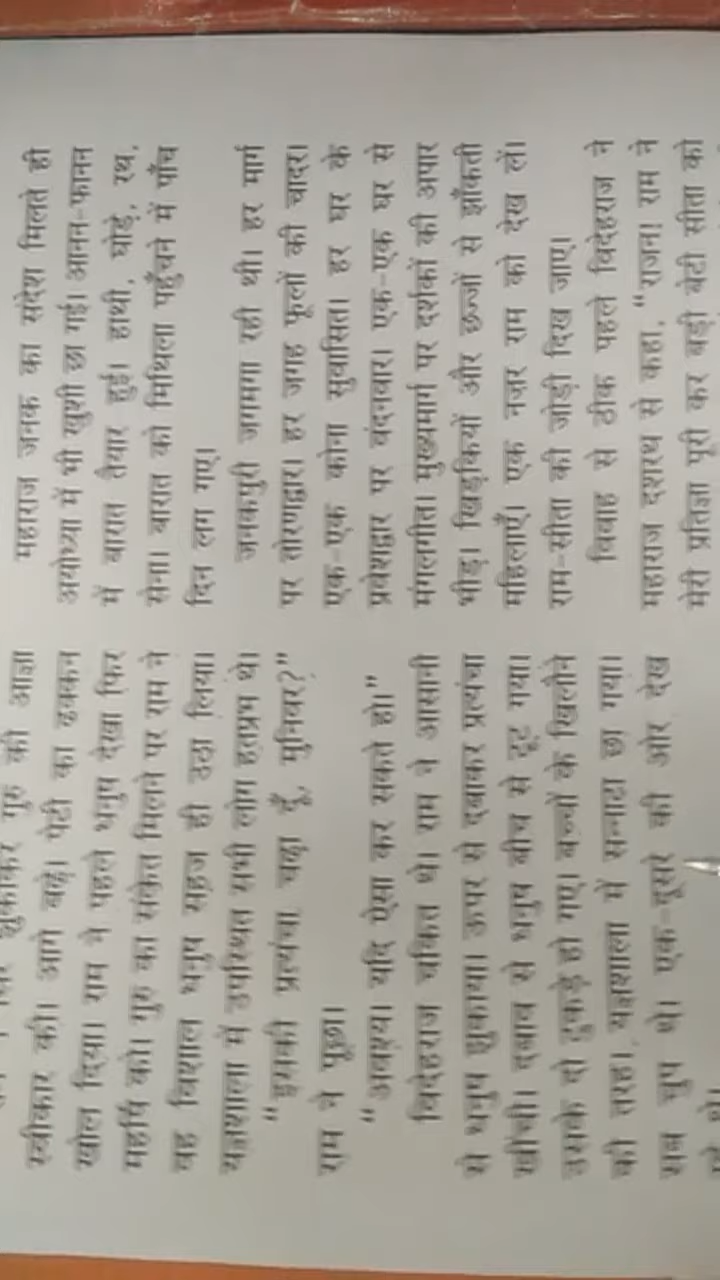 झुकाकर गुरु की आज्ञा
स्वीकार की। आगे बढ़े। पेटी का ढक्कन
खोल दिया। राम ने पहले धनुष देखा फिर
महर्षि को। गुरु का संकेत मिलने पर राम ने
वह विशाल धनुष सहज ही उठा लिया।
यज्ञशाला में उपस्थित सभी लोग हतप्रभ थे।
“इसकी प्रत्यंचा चढ़ा दूँ, मुनिवर?”
राम ने पूछा।
“अवश्य। यदि ऐसा कर सकते हो।”
विदेहराज चकित थे। राम ने आसानी
से धनुष झुकाया। ऊपर से दबाकर प्रत्यंचा
खींची। दबाव से धनुष बीच से टूट गया।
उसके दो टुकड़े हो गए। बच्चों के खिलौने
की तरह। यज्ञशाला में सन्नाटा छा गया।
सब चुप थे। एक-दूसरे की ओर देख
महाराज जनक का संदेश मिलते ही
अयोध्या में भी खुशी छा गई। आनन-फानन
में बारात तैयार हुई। हाथी, घोड़े, रथ,
सेना। बारात को मिथिला पहुँचने में पाँच
दिन लग गए।
जनकपुरी जगमगा रही थी। हर मार्ग
पर तोरणद्वार। हर जगह फूलों की चादर।
एक-एक कोना सुवासित। हर घर के
प्रवेशद्वार पर वंदनवार। एक-एक घर से
मंगलगीत। मुख्यमार्ग पर दर्शकों की अपार
भीड़। खिड़कियों और छज्जों से झाँकती
महिलाएँ। एक नज़र राम को देख लें।
राम-सीता की जोड़ी दिख जाए।
विवाह से ठीक पहले विदेहराज ने
महाराज दशरथ से कहा, “राजन! राम ने
मेरी प्रतिज्ञा पूरी कर बड़ी बेटी सीता को